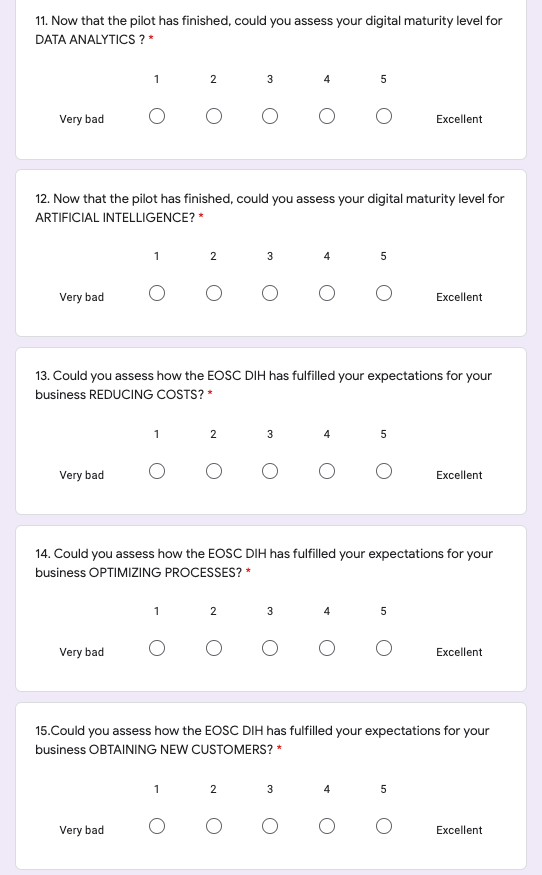 11. Now that the pilot has finished, could you assess your digital maturity level for
DATA ANALYTICS ? *
1 2 3 4 5
Very bad Excellent
12. Now that the pilot has finished, could you assess your digital maturity level for
ARTIFICIAL INTELLIGENCE? *
1 2 3 4 5
Very bad Excellent
13. Could you assess how the EOSC DIH has fulfilled your expectations for your
business REDUCING COSTS? *
1 2 3 4 5
Very bad Excellent
14. Could you assess how the EOSC DIH has fulfilled your expectations for your
business OPTIMIZING PROCESSES? *
1 2 3 4 5
Very bad Excellent
15.Could you assess how the EOSC DIH has fulfilled your expectations for your
business OBTAINING NEW CUSTOMERS? *
1 2 3 4 5
Very bad Excellent